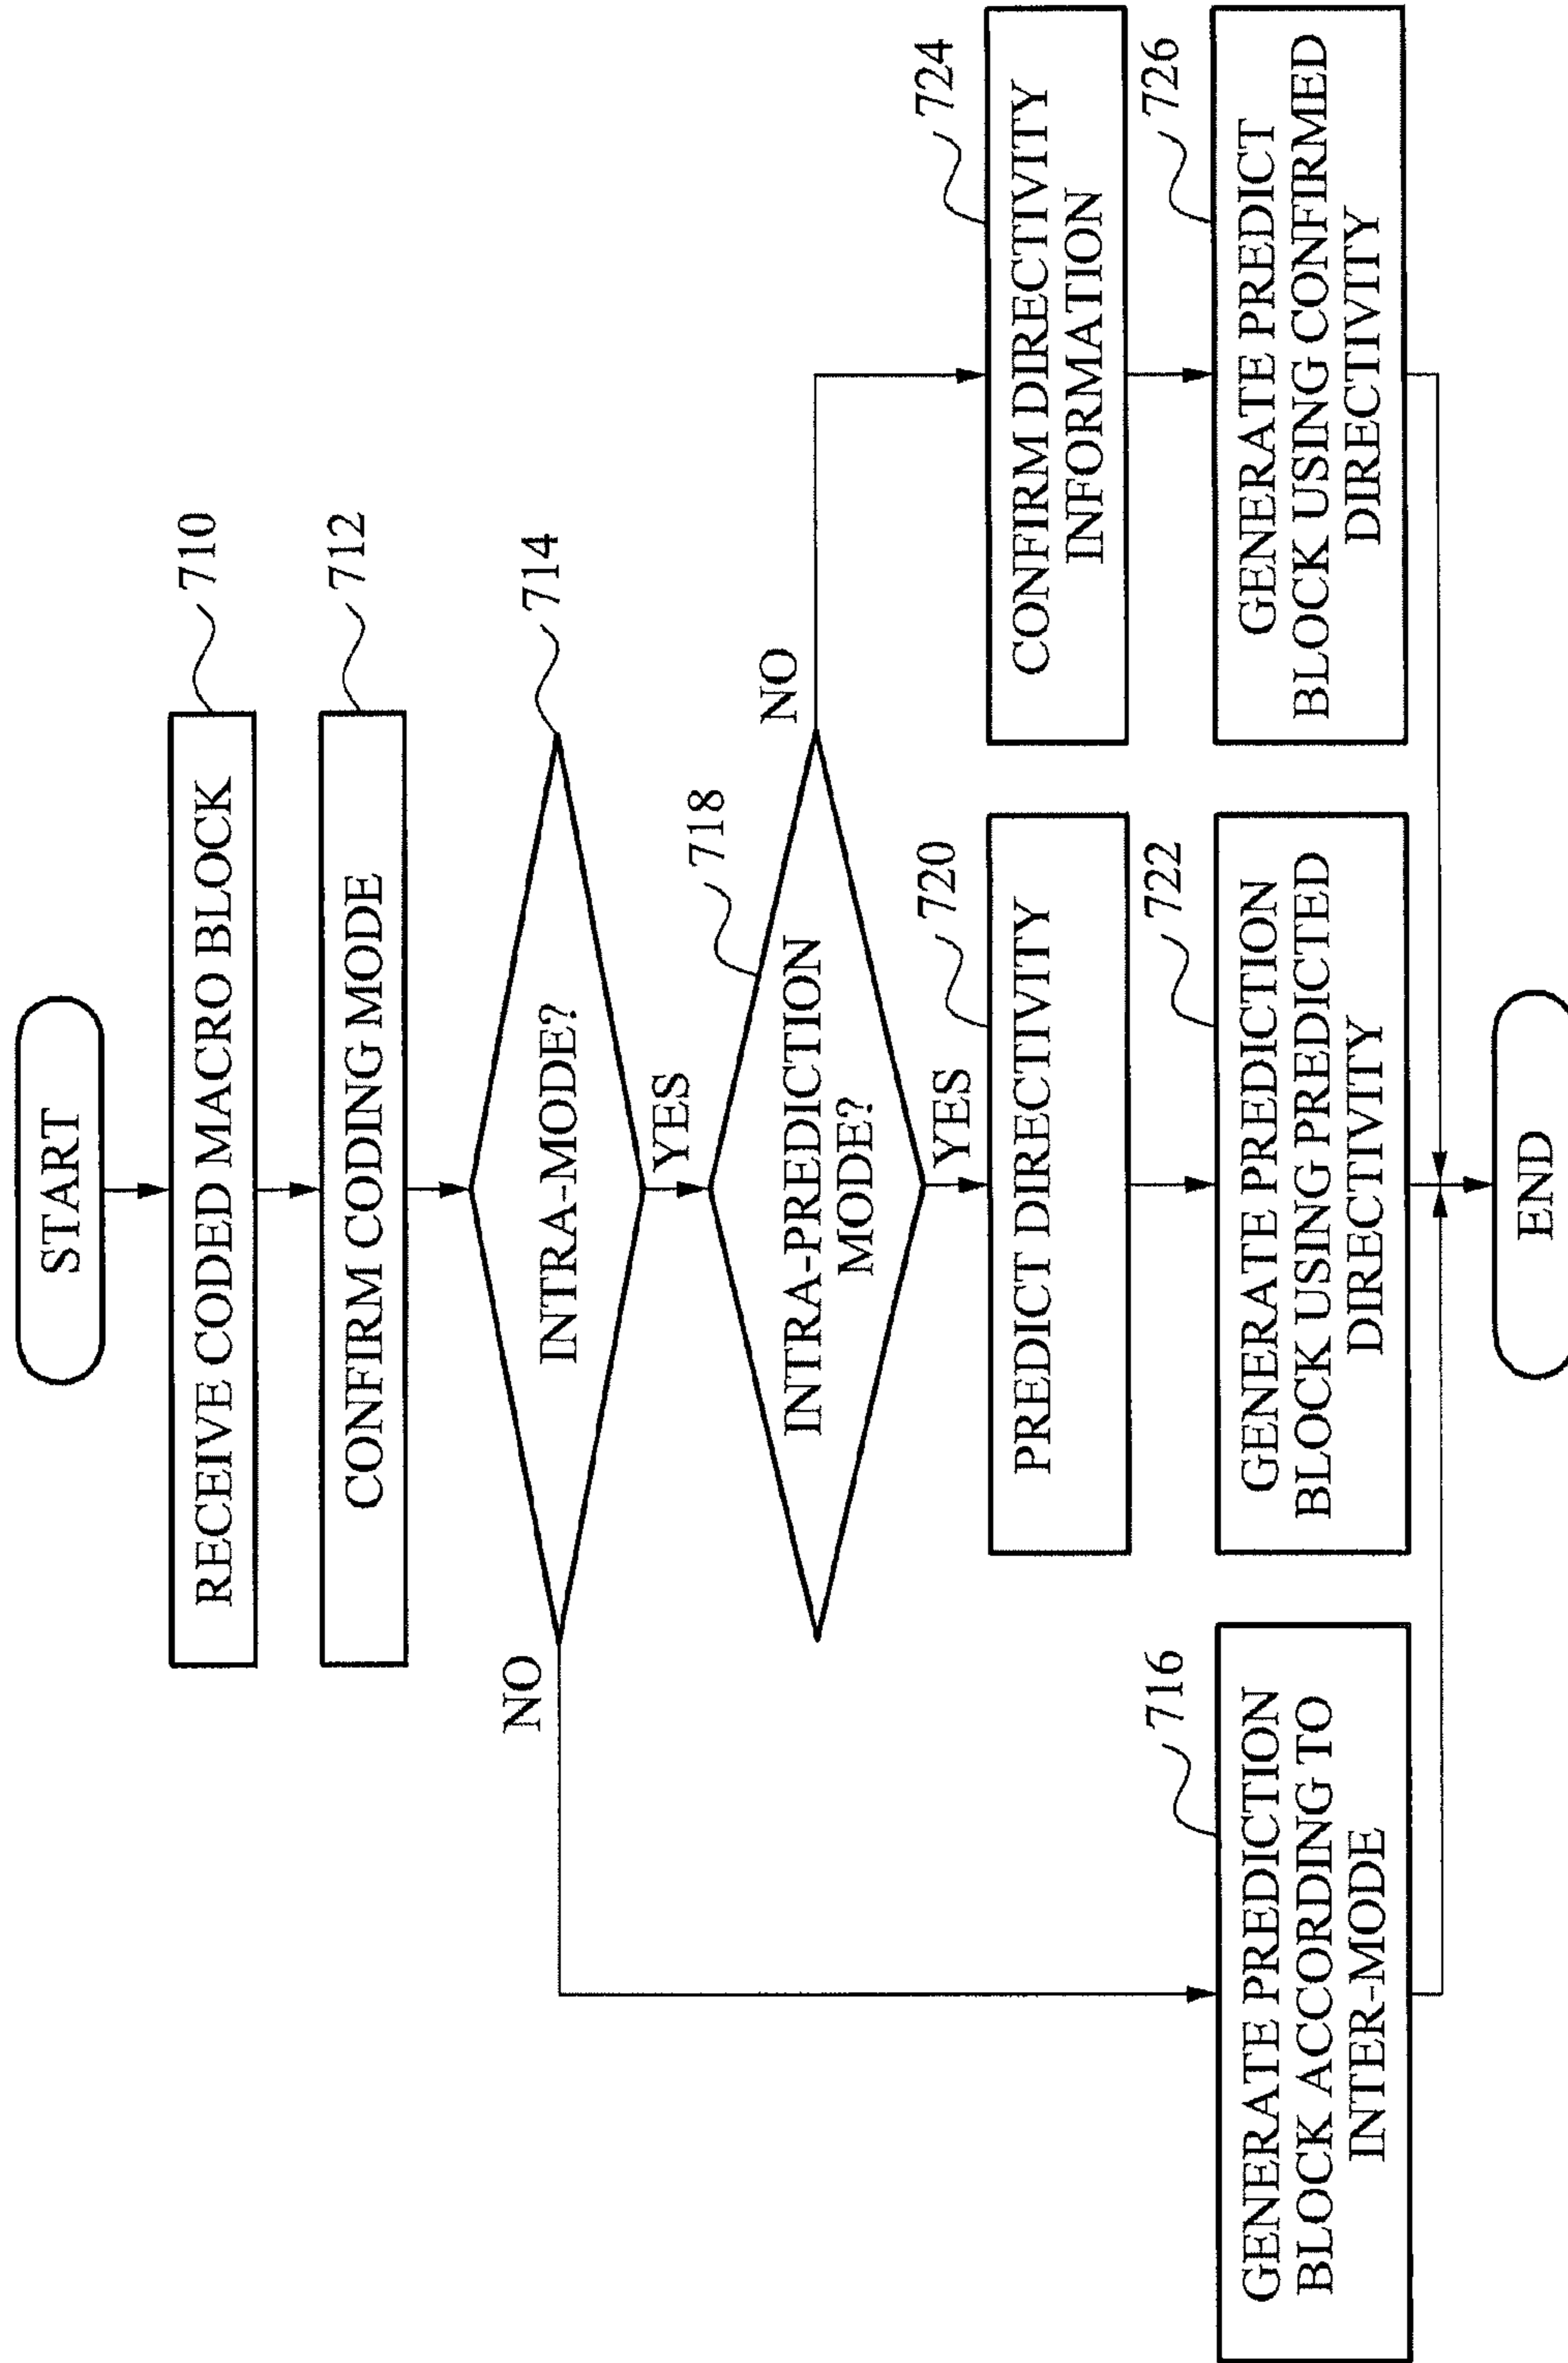 START
RECEIVE CODED MACRO BLOCK
710
CONFIRM CODING MODE
712
INTRA-MODE?
714
NO
YES
INTRA-PREDICTION
MODE?
718
NO
YES
PREDICT DIRECTIVITY
720
CONFIRM DIRECTIVITY
INFORMATION
724
GENERATE PREDICTION
BLOCK ACCORDING TO
INTER-MODE
716
GENERATE PREDICTION
BLOCK USING PREDICTED
DIRECTIVITY
722
GENERATE PREDICT
BLOCK USING CONFIRMED
DIRECTIVITY
726
END